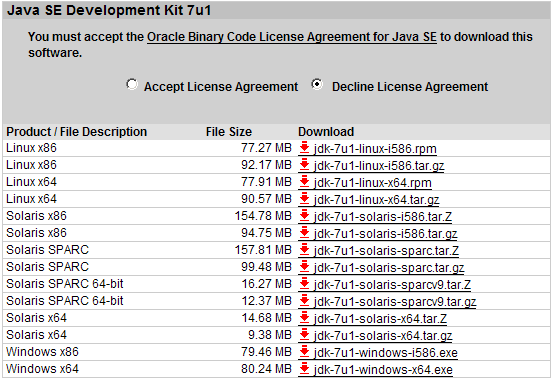 Java SE Development Kit 7u1
You must accept the Oracle Binary Code License Agreement for Java SE to download this
software.
Accept License Agreement Decline License Agreement
Product / File Description File Size Download
Linux x86 77.27 MB jdk-7u1-linux-i586.rpm
Linux x86 92.17 MB jdk-7u1-linux-i586.tar.gz
Linux x64 77.91 MB jdk-7u1-linux-x64.rpm
Linux x64 90.57 MB jdk-7u1-linux-x64.tar.gz
Solaris x86 154.78 MB jdk-7u1-solaris-i586.tar.Z
Solaris x86 94.75 MB jdk-7u1-solaris-i586.tar.gz
Solaris SPARC 157.81 MB jdk-7u1-solaris-sparc.tar.Z
Solaris SPARC 99.48 MB jdk-7u1-solaris-sparc.tar.gz
Solaris SPARC 64-bit 16.27 MB jdk-7u1-solaris-sparcv9.tar.Z
Solaris SPARC 64-bit 12.37 MB jdk-7u1-solaris-sparcv9.tar.gz
Solaris x64 14.68 MB jdk-7u1-solaris-x64.tar.Z
Solaris x64 9.38 MB jdk-7u1-solaris-x64.tar.gz
Windows x86 79.46 MB jdk-7u1-windows-i586.exe
Windows x64 80.24 MB jdk-7u1-windows-x64.exe